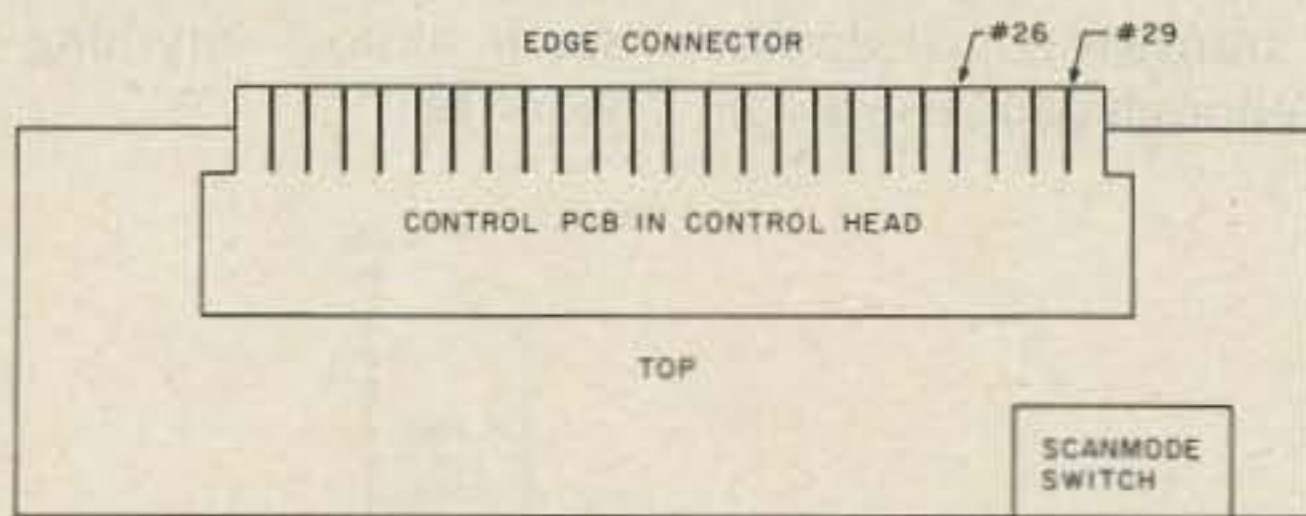 EDGE CONNECTOR
#26
#29
CONTROL PCB IN CONTROL HEAD
TOP
SCANMODE
SWITCH